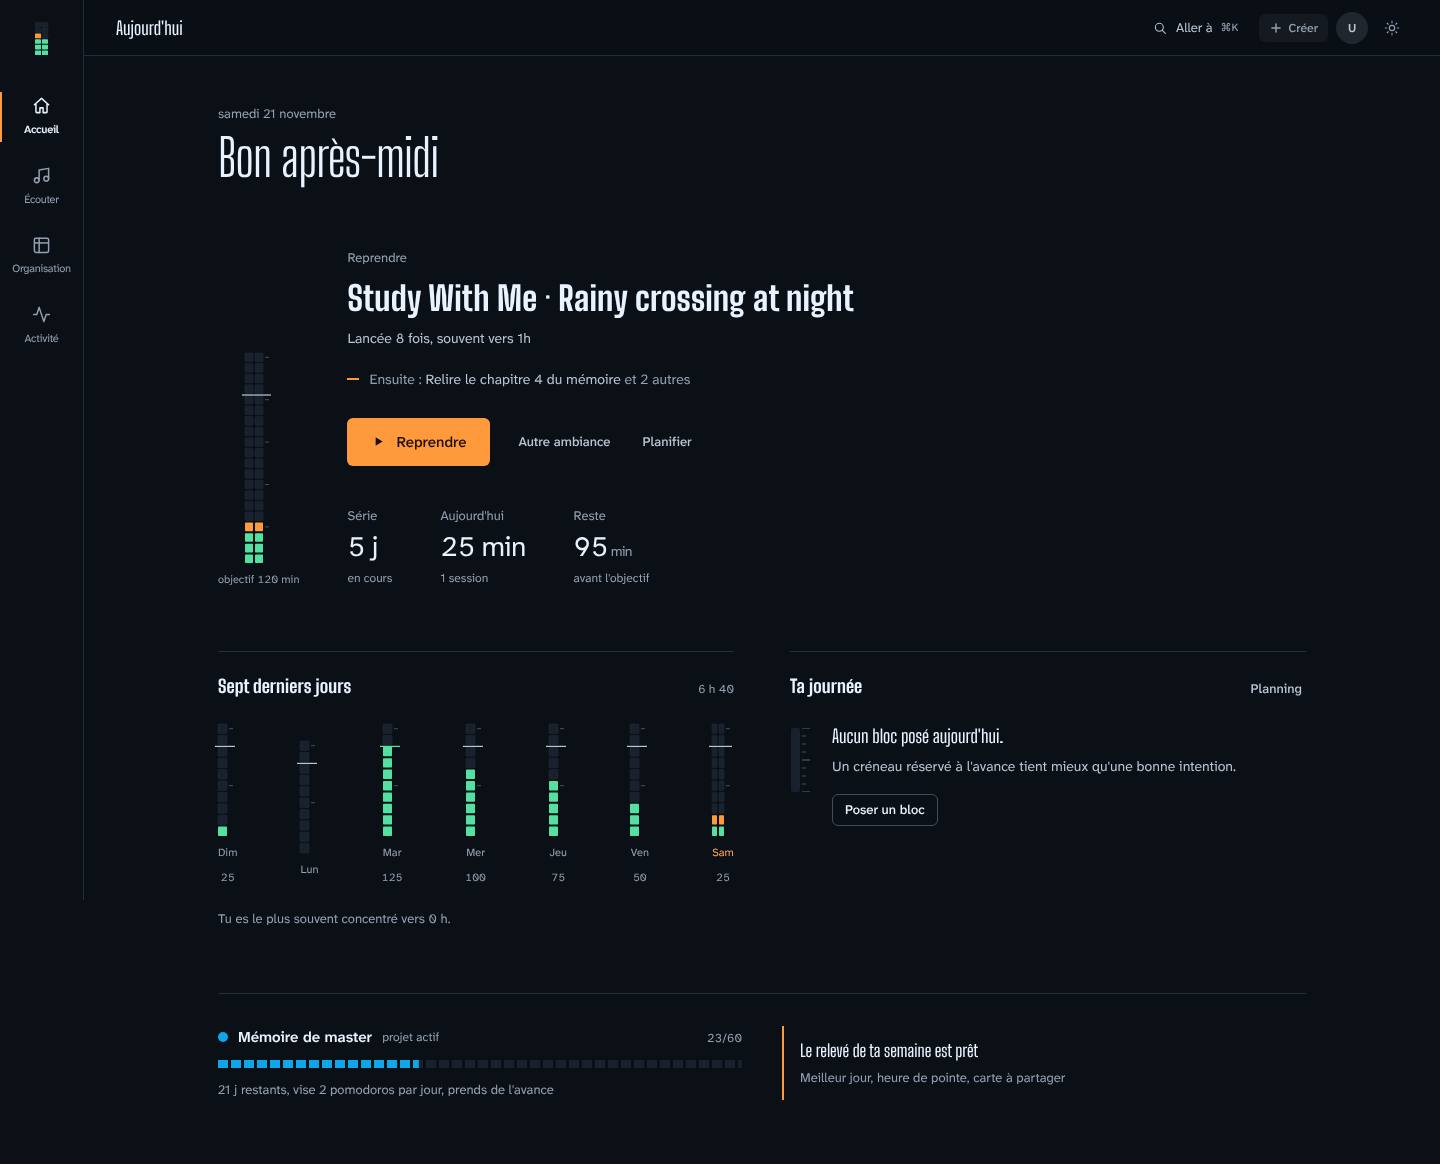 Aujourd'hui
Aller à ⌘K
Créer
U
Accueil
Écouter
Organisation
Activité
samedi 21 novembre
Bon après-midi
Reprendre
Study With Me · Rainy crossing at night
Lancée 8 fois, souvent vers 1h
Ensuite : Relire le chapitre 4 du mémoire et 2 autres
Reprendre Autre ambiance Planifier
Série Aujourd'hui Reste
5 j 25 min 95 min
en cours 1 session avant l'objectif
objectif 120 min
Sept derniers jours 6 h 40
Dim Lun Mar Mer Jeu Ven Sam
25 125 100 75 50 25
Tu es le plus souvent concentré vers 0 h.
Ta journée Planning
Aucun bloc posé aujourd'hui.
Un créneau réservé à l'avance tient mieux qu'une bonne intention.
Poser un bloc
Mémoire de master projet actif 23/60
21 j restants, vise 2 pomodoros par jour, prends de l'avance
Le relevé de ta semaine est prêt
Meilleur jour, heure de pointe, carte à partager